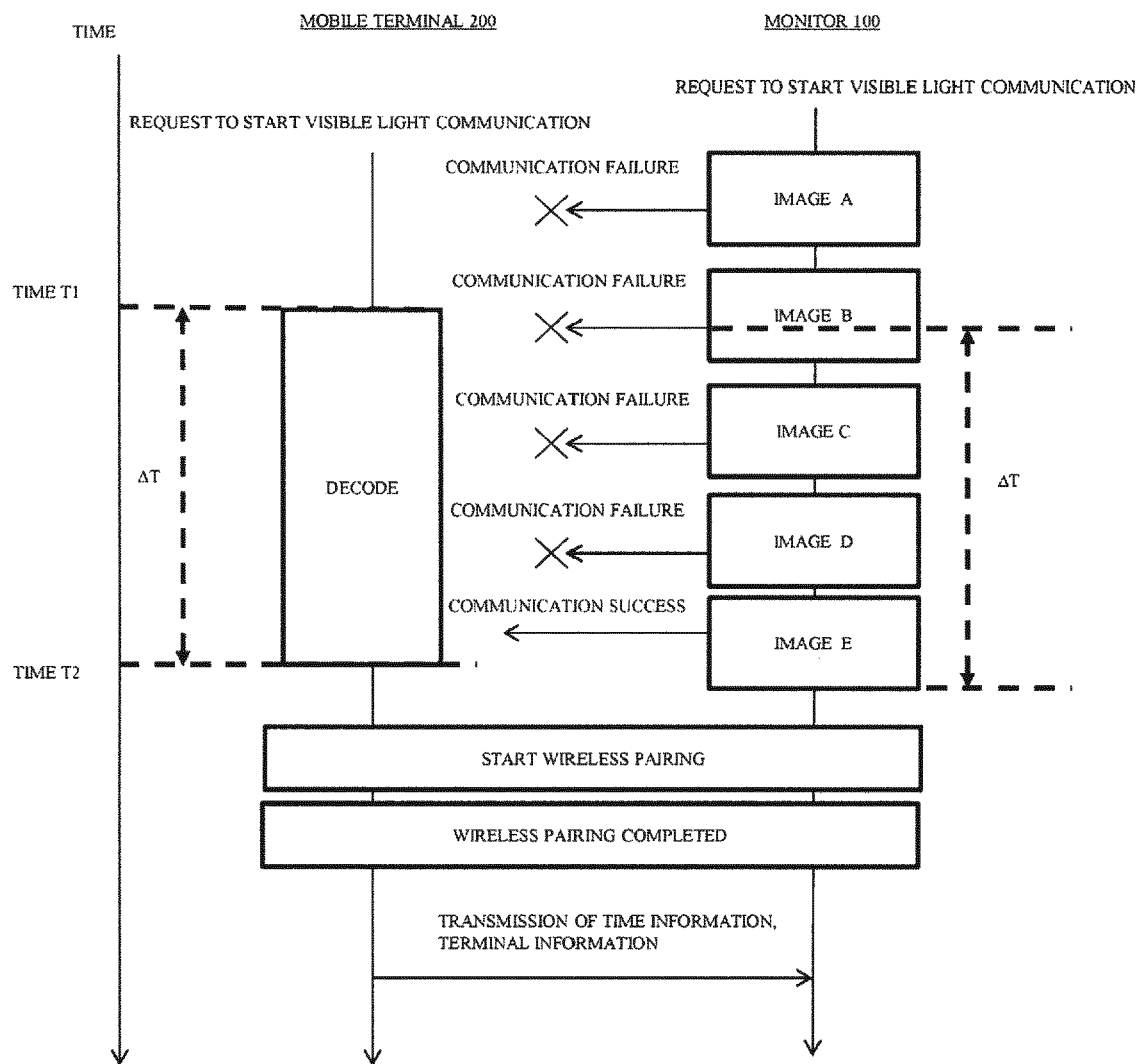 MOBILE TERMINAL 200
MONITOR 100
TIME
REQUEST TO START VISIBLE LIGHT COMMUNICATION
REQUEST TO START VISIBLE LIGHT COMMUNICATION
COMMUNICATION FAILURE
IMAGE A
TIME T1
COMMUNICATION FAILURE
IMAGE B
COMMUNICATION FAILURE
IMAGE C
ΔT
DECODE
ΔT
COMMUNICATION FAILURE
IMAGE D
COMMUNICATION SUCCESS
IMAGE E
TIME T2
START WIRELESS PAIRING
WIRELESS PAIRING COMPLETED
TRANSMISSION OF TIME INFORMATION,
TERMINAL INFORMATION